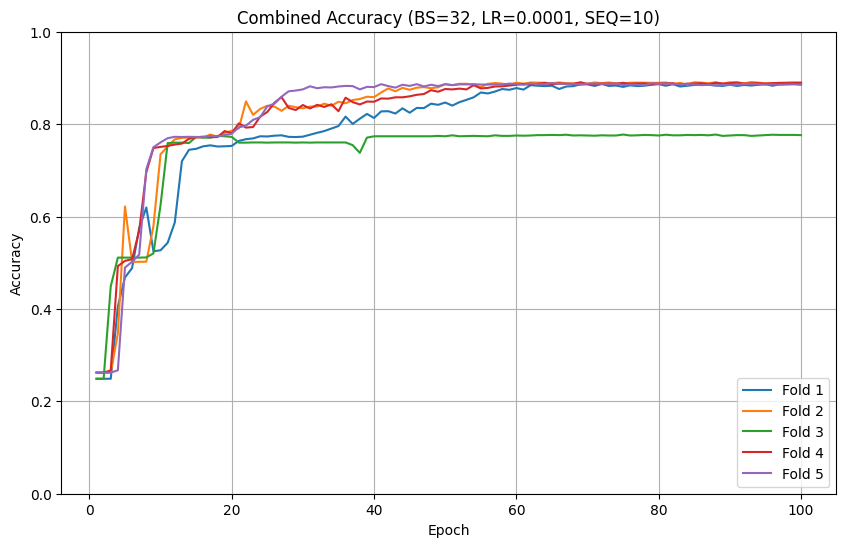 Combined Accuracy (BS=32, LR=0.0001, SEQ=10)
1.0
0.8
0.6
0.4
0.2
0.0
Accuracy
0 20 40 60 80 100
Epoch
Fold 1
Fold 2
Fold 3
Fold 4
Fold 5